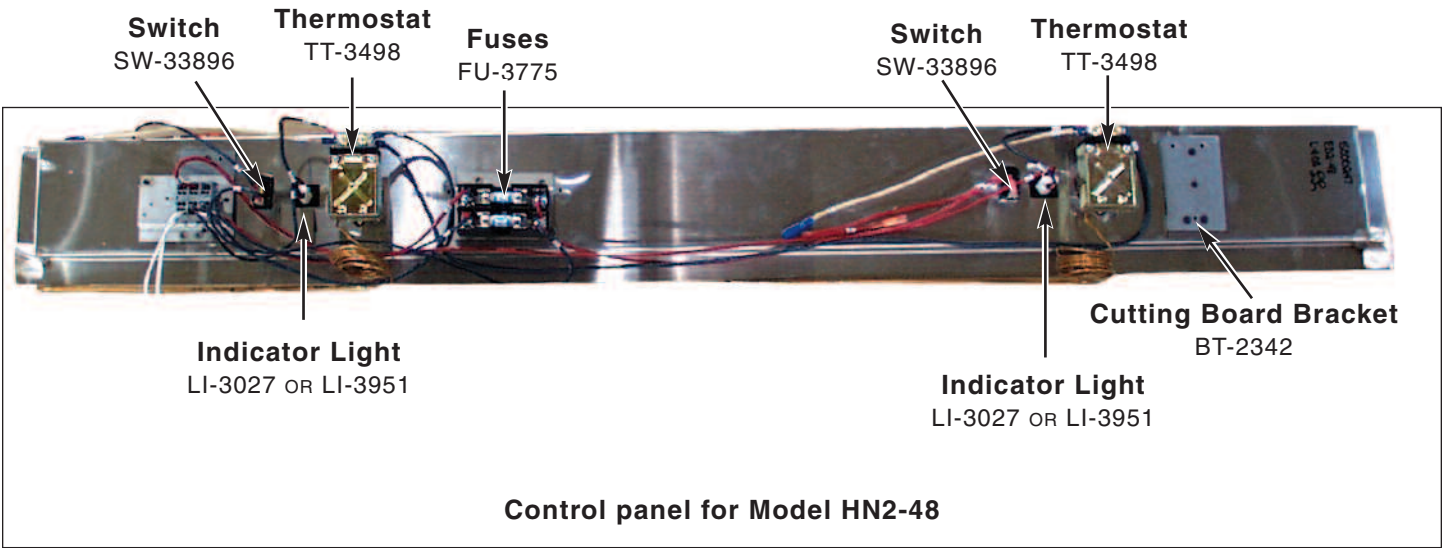 Switch
SW-33896
Thermostat
TT-3498
Fuses
FU-3775
Switch
SW-33896
Thermostat
TT-3498
Indicator Light
LI-3027 OR LI-3951
Cutting Board Bracket
BT-2342
Indicator Light
LI-3027 OR LI-3951
Control panel for Model HN2-48